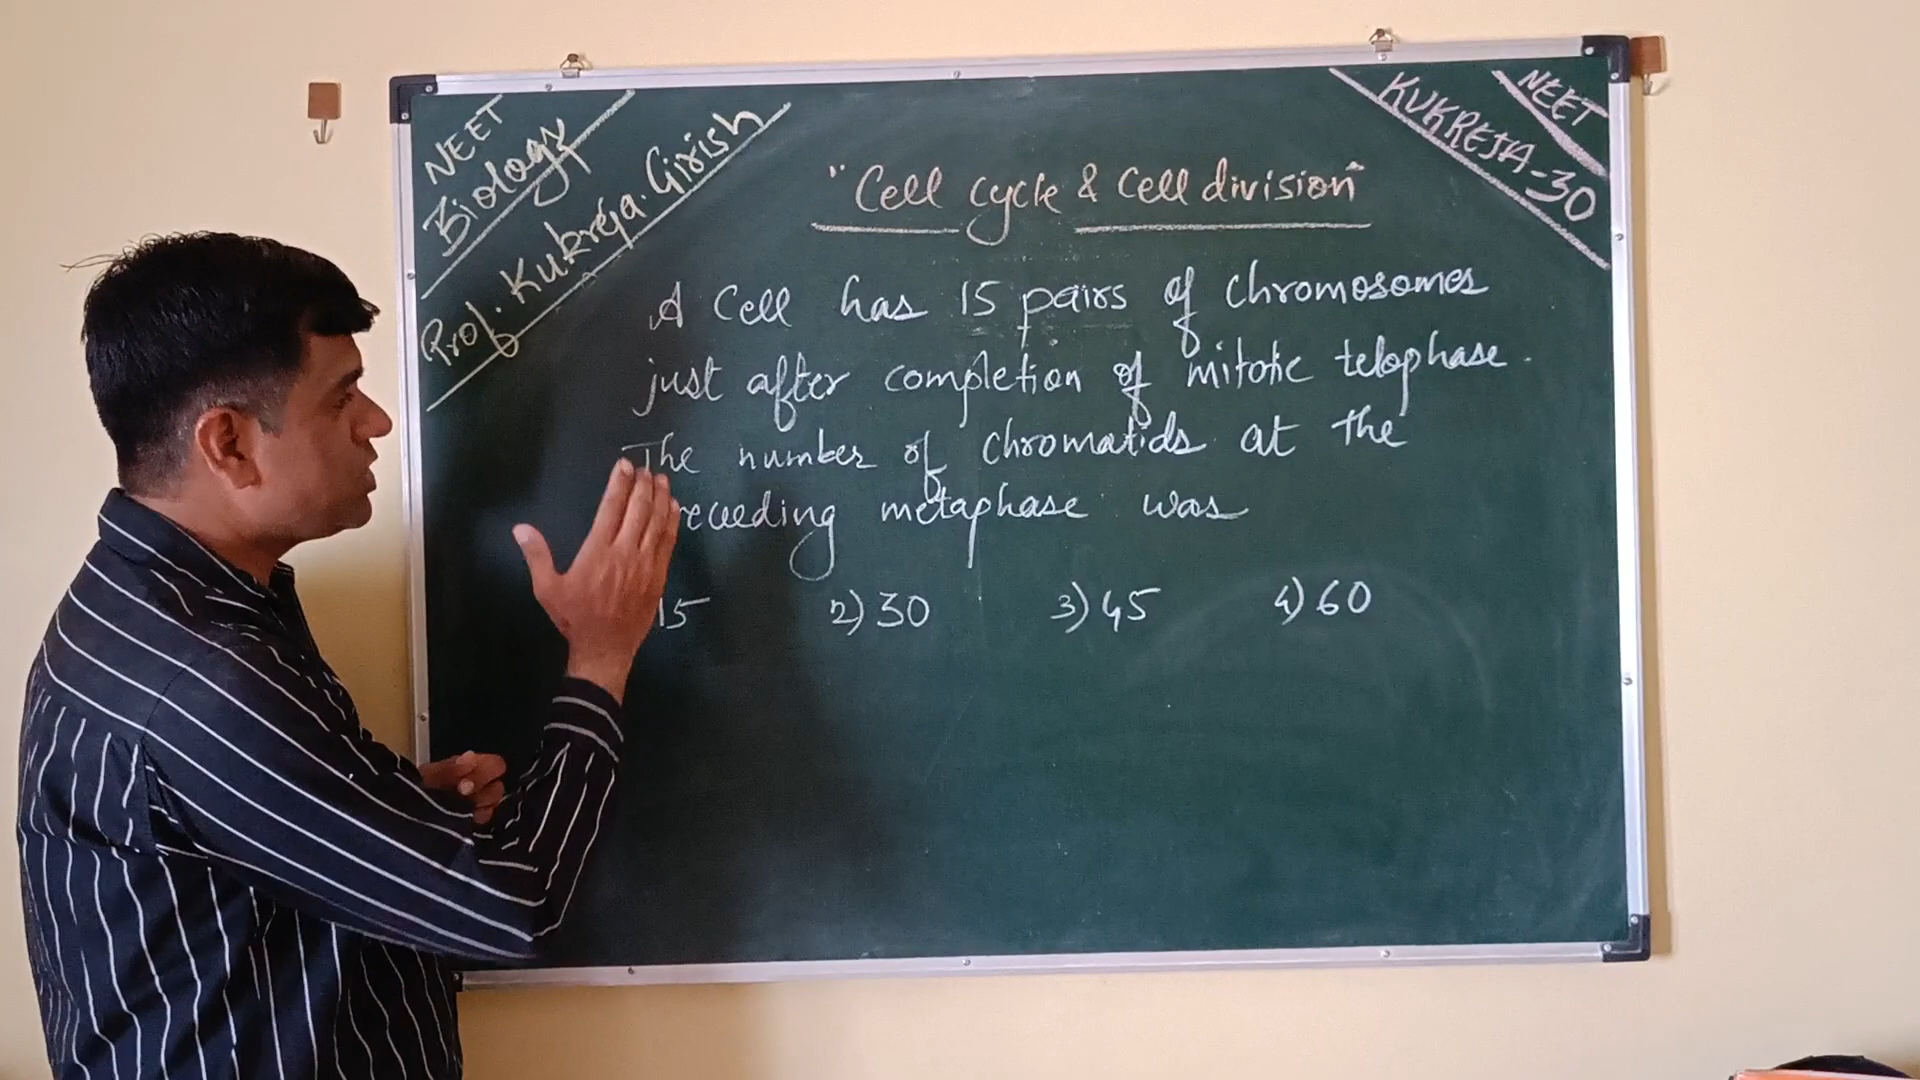 NEET
Biology
Prof. Kukreja. Girish
NEET
KUKREJA-30
"Cell cycle & Cell division"
A Cell has 15 pairs of chromosomes
just after completion of mitotic telophase.
The number of chromatids at the
receeding metaphase was
15 2) 30 3) 45 4) 60